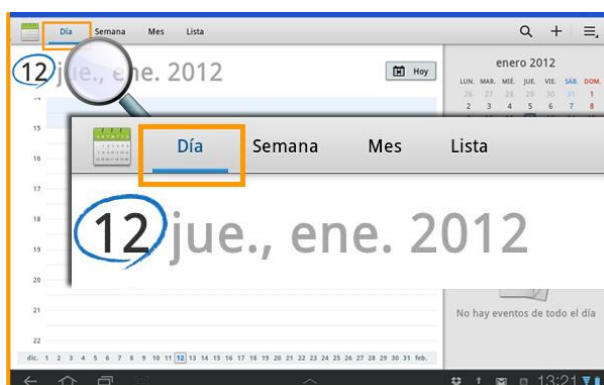 Día Semana Mes Lista
12 jue., ene. 2012
Hoy
enero 2012
LUN. MAR. MIÉ. JUE. VIE. SÁB. DOM.
26 27 28 29 30 31 1
2 3 4 5 6 7 8
15
16
17
18
19
20
21
22
Día Semana Mes Lista
12 jue., ene. 2012
No hay eventos de todo el día
dic. 1 2 3 4 5 6 7 8 9 10 11 12 13 14 15 16 17 18 19 20 21 22 23 24 25 26 27 28 29 30 31 feb.
13:21